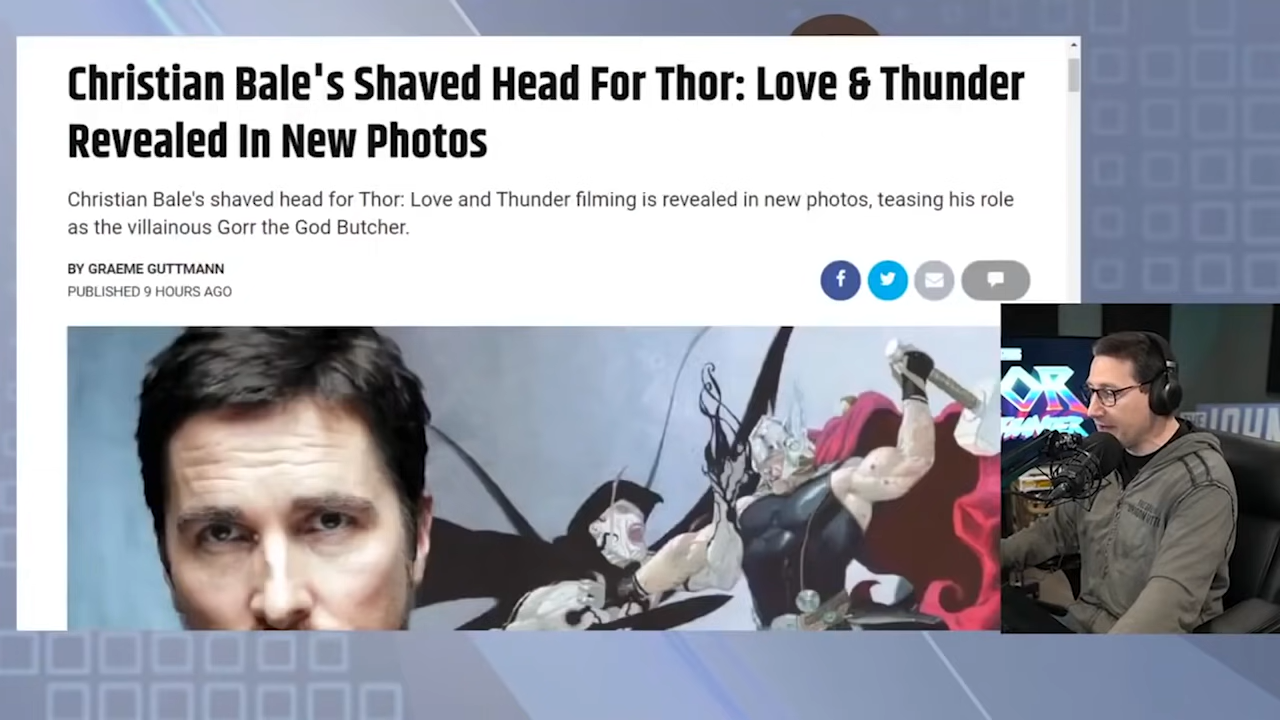 Christian Bale's Shaved Head For Thor: Love & Thunder
Revealed In New Photos
Christian Bale's shaved head for Thor: Love and Thunder filming is revealed in new photos, teasing his role
as the villainous Gorr the God Butcher.
BY GRAEME GUTTMANN
PUBLISHED 9 HOURS AGO